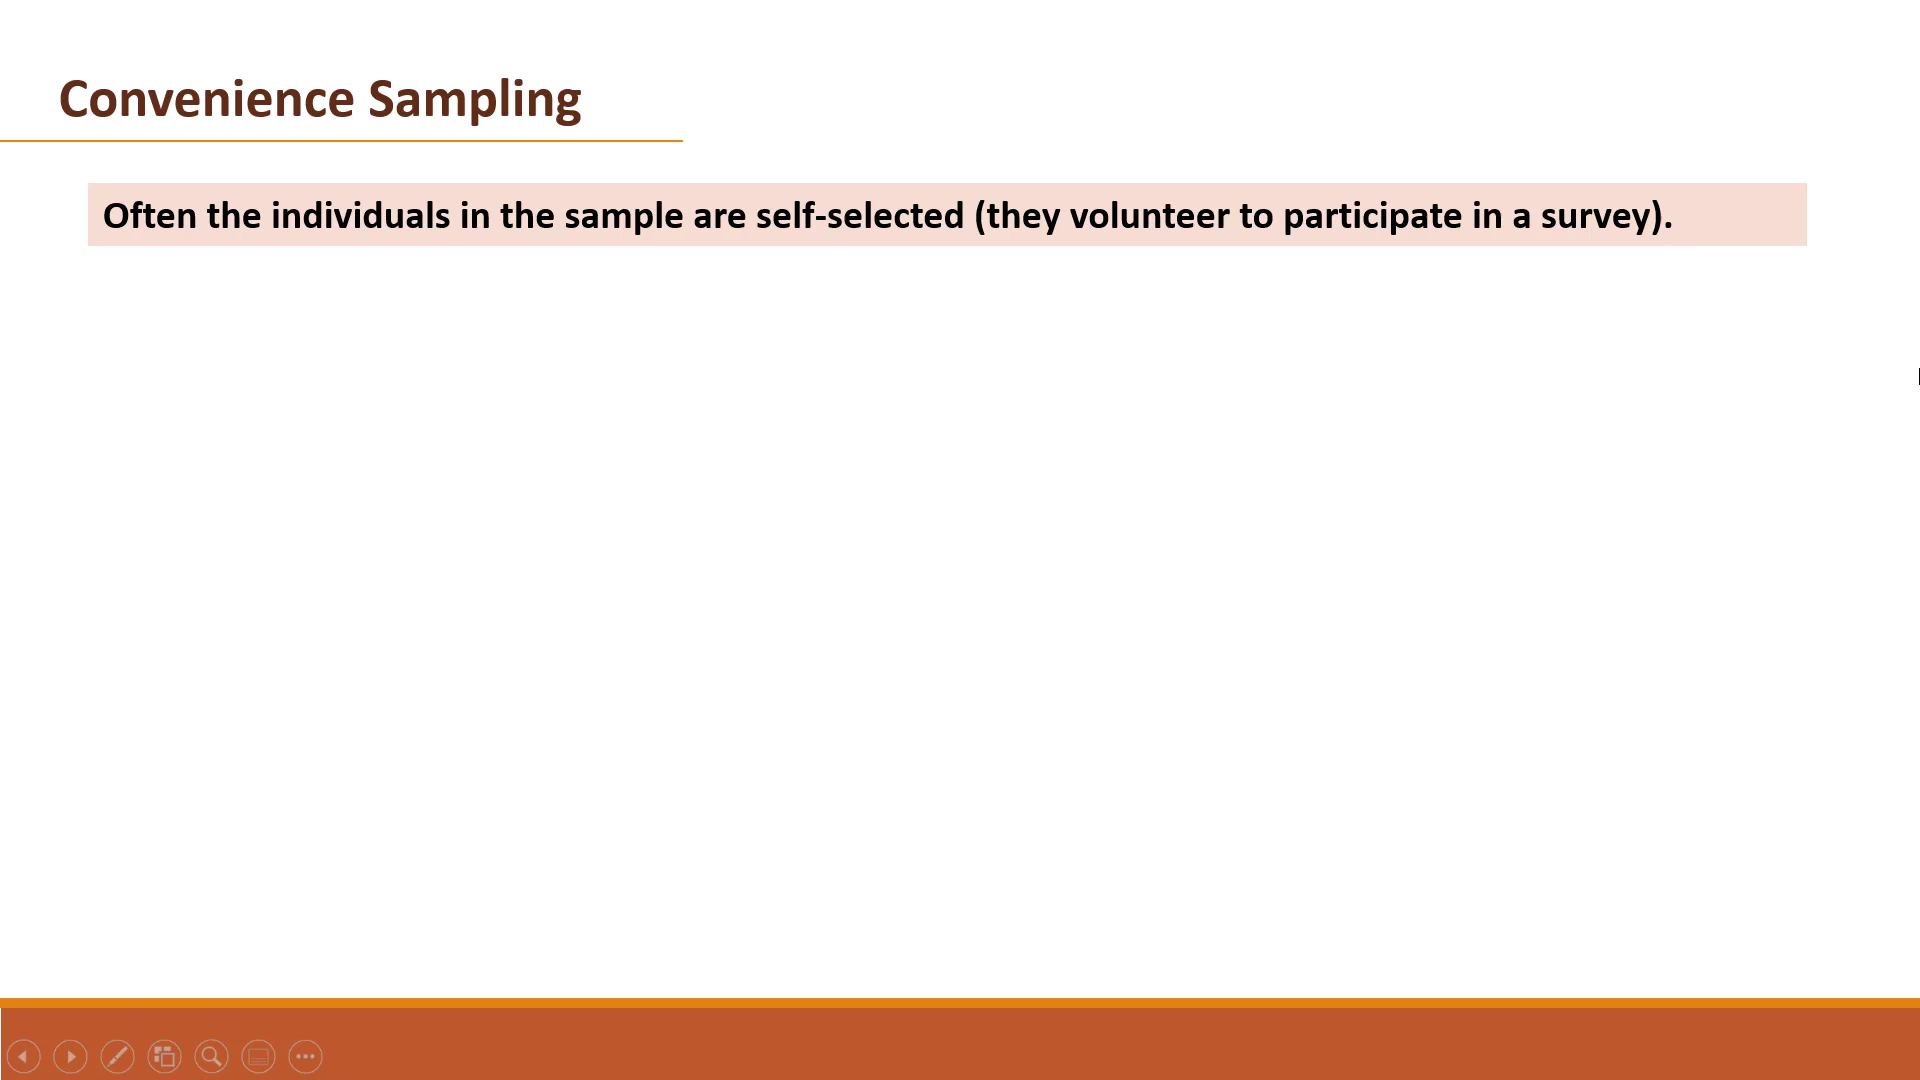 Convenience Sampling
Often the individuals in the sample are self-selected (they volunteer to participate in a survey).